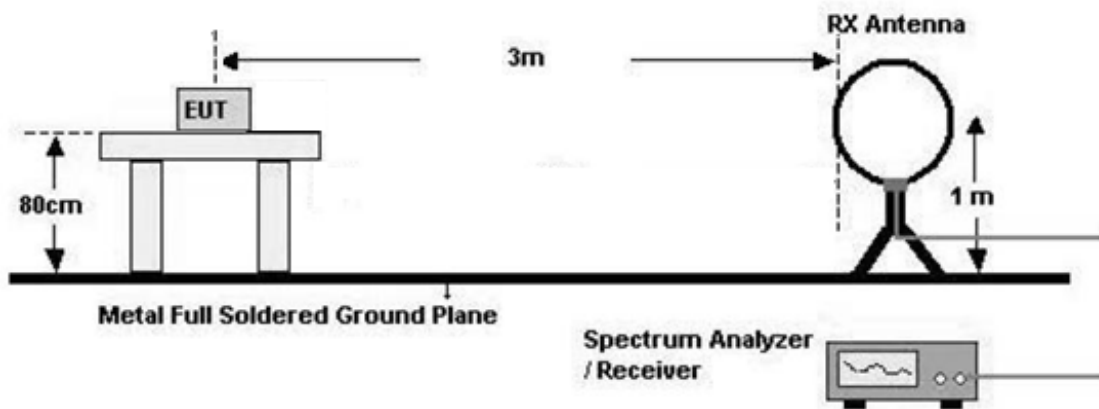 RX Antenna
3m
EUT
80cm
1 m
Metal Full Soldered Ground Plane
Spectrum Analyzer
/ Receiver